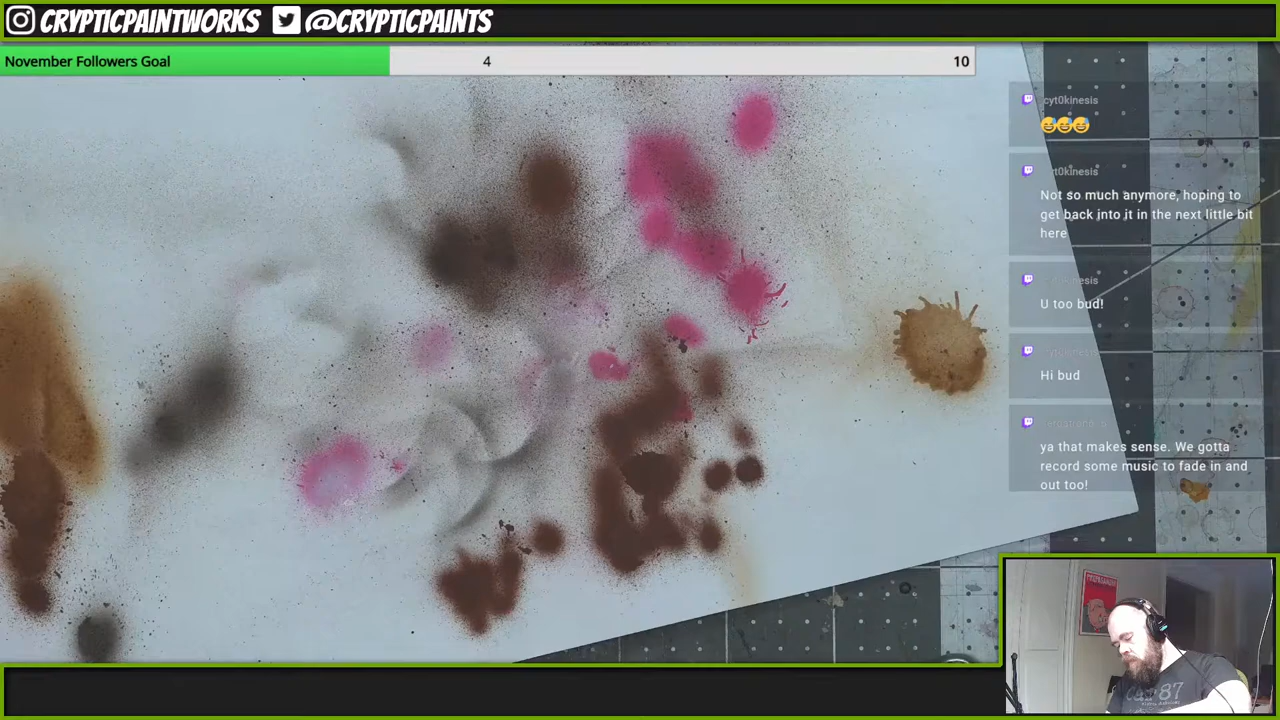 CRYPTICPAINTWORKS @CRYPTICPAINTS
November Followers Goal 4 10
cyt0kinesis
😅😅😅
Not so much anymore, hoping to
get back into it in the next little bit
here
U too bud!
Hi bud
ya that makes sense. We gotta
record some music to fade in and
out too!
87